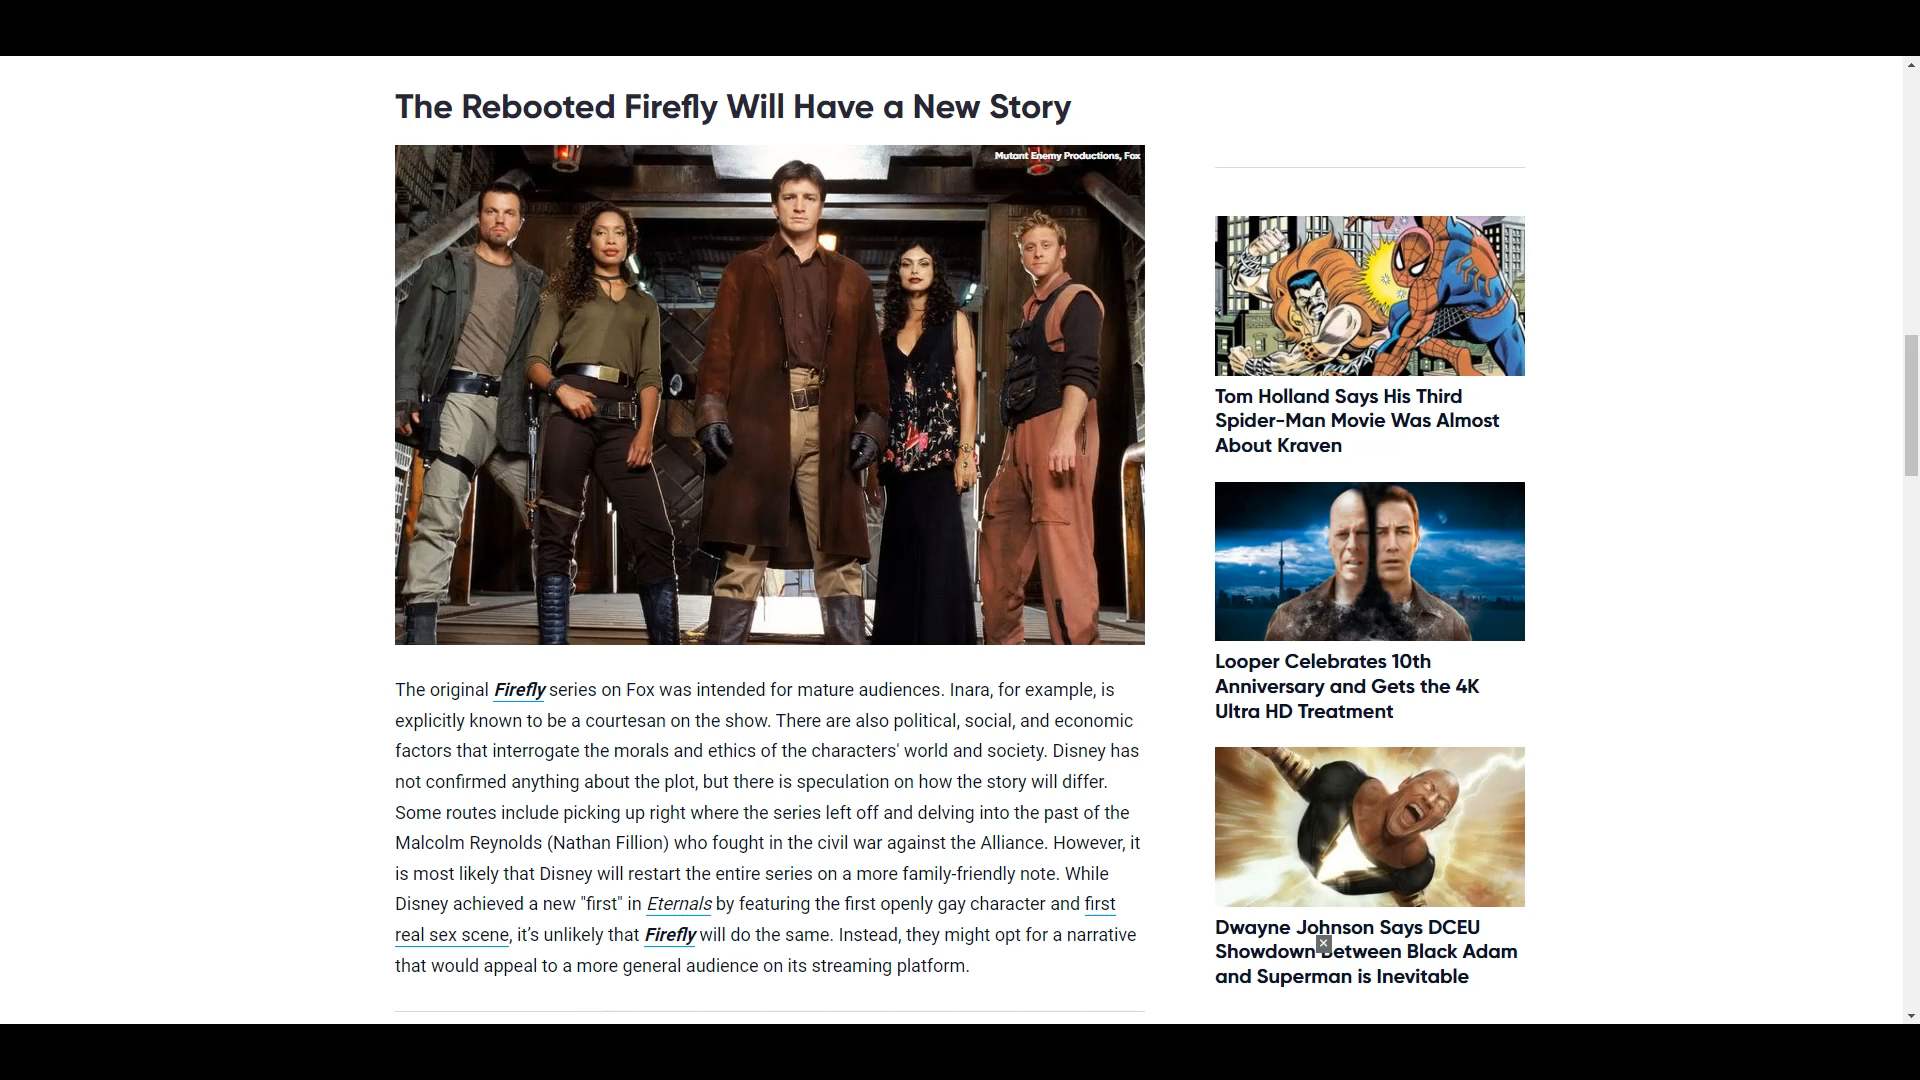 The Rebooted Firefly Will Have a New Story
Mutant Enemy Productions, Fox
The original Firefly series on Fox was intended for mature audiences. Inara, for example, is
explicitly known to be a courtesan on the show. There are also political, social, and economic
factors that interrogate the morals and ethics of the characters' world and society. Disney has
not confirmed anything about the plot, but there is speculation on how the story will differ.
Some routes include picking up right where the series left off and delving into the past of the
Malcolm Reynolds (Nathan Fillion) who fought in the civil war against the Alliance. However, it
is most likely that Disney will restart the entire series on a more family-friendly note. While
Disney achieved a new "first" in Eternals by featuring the first openly gay character and first
real sex scene, it’s unlikely that Firefly will do the same. Instead, they might opt for a narrative
that would appeal to a more general audience on its streaming platform.
Tom Holland Says His Third
Spider-Man Movie Was Almost
About Kraven
Looper Celebrates 10th
Anniversary and Gets the 4K
Ultra HD Treatment
Dwayne Johnson Says DCEU
Showdown Between Black Adam
and Superman is Inevitable